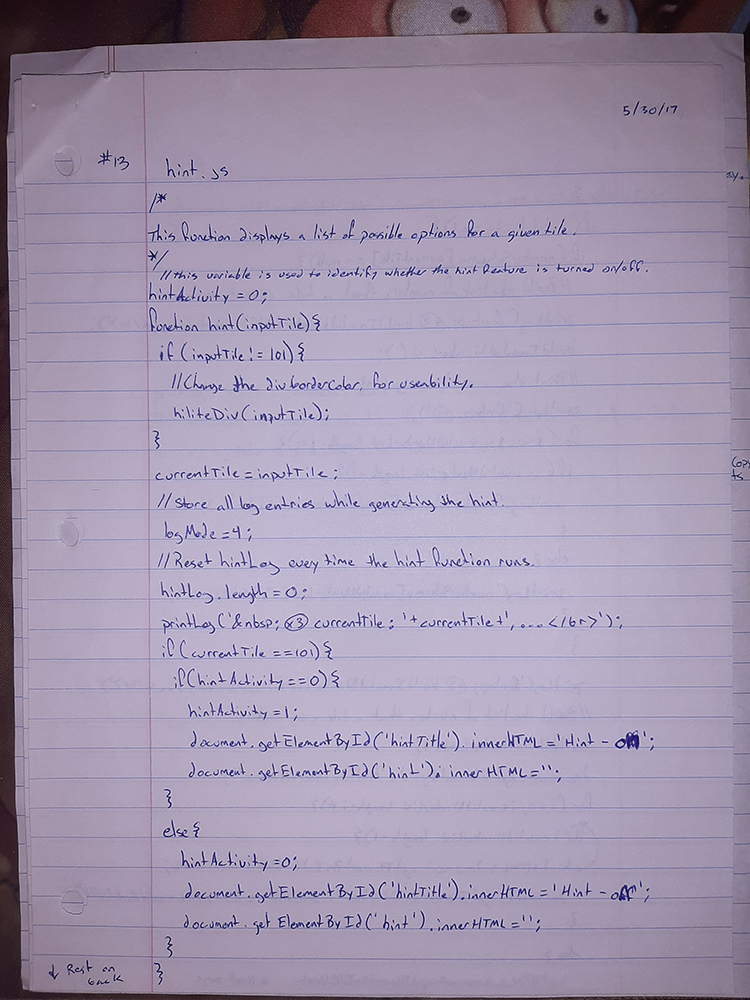 5/30/17
#13 hint.js
/*
This function displays a list of possible options for a given tile.
*/
//this variable is used to identify whether the hint feature is turned on/off.
hintActivity = 0;
function hint(inputTile){
if (inputTile != 101){
//Change the div borderColor, for useability.
hiliteDiv(inputTile);
}
currentTile = inputTile;
// Store all log entries while generating the hint.
logMode = 4;
//Reset hintLog every time the hint function runs.
hintLog.length = 0;
printLog('&nbsp; x3 currentTile: '+currentTile+', ... </br>');
if(currentTile ==101){
if(hintActivity ==0){
hintActivity = 1;
document.getElementById('hintTitle').innerHTML ='Hint - on';
document.getElementById('hint'). innerHTML ='';
}
else{
hintActivity =0;
document.getElementById('hintTitle').innerHTML ='Hint - off';
document.getElementById('hint').innerHTML ='';
}
}
↓ Rest on
back